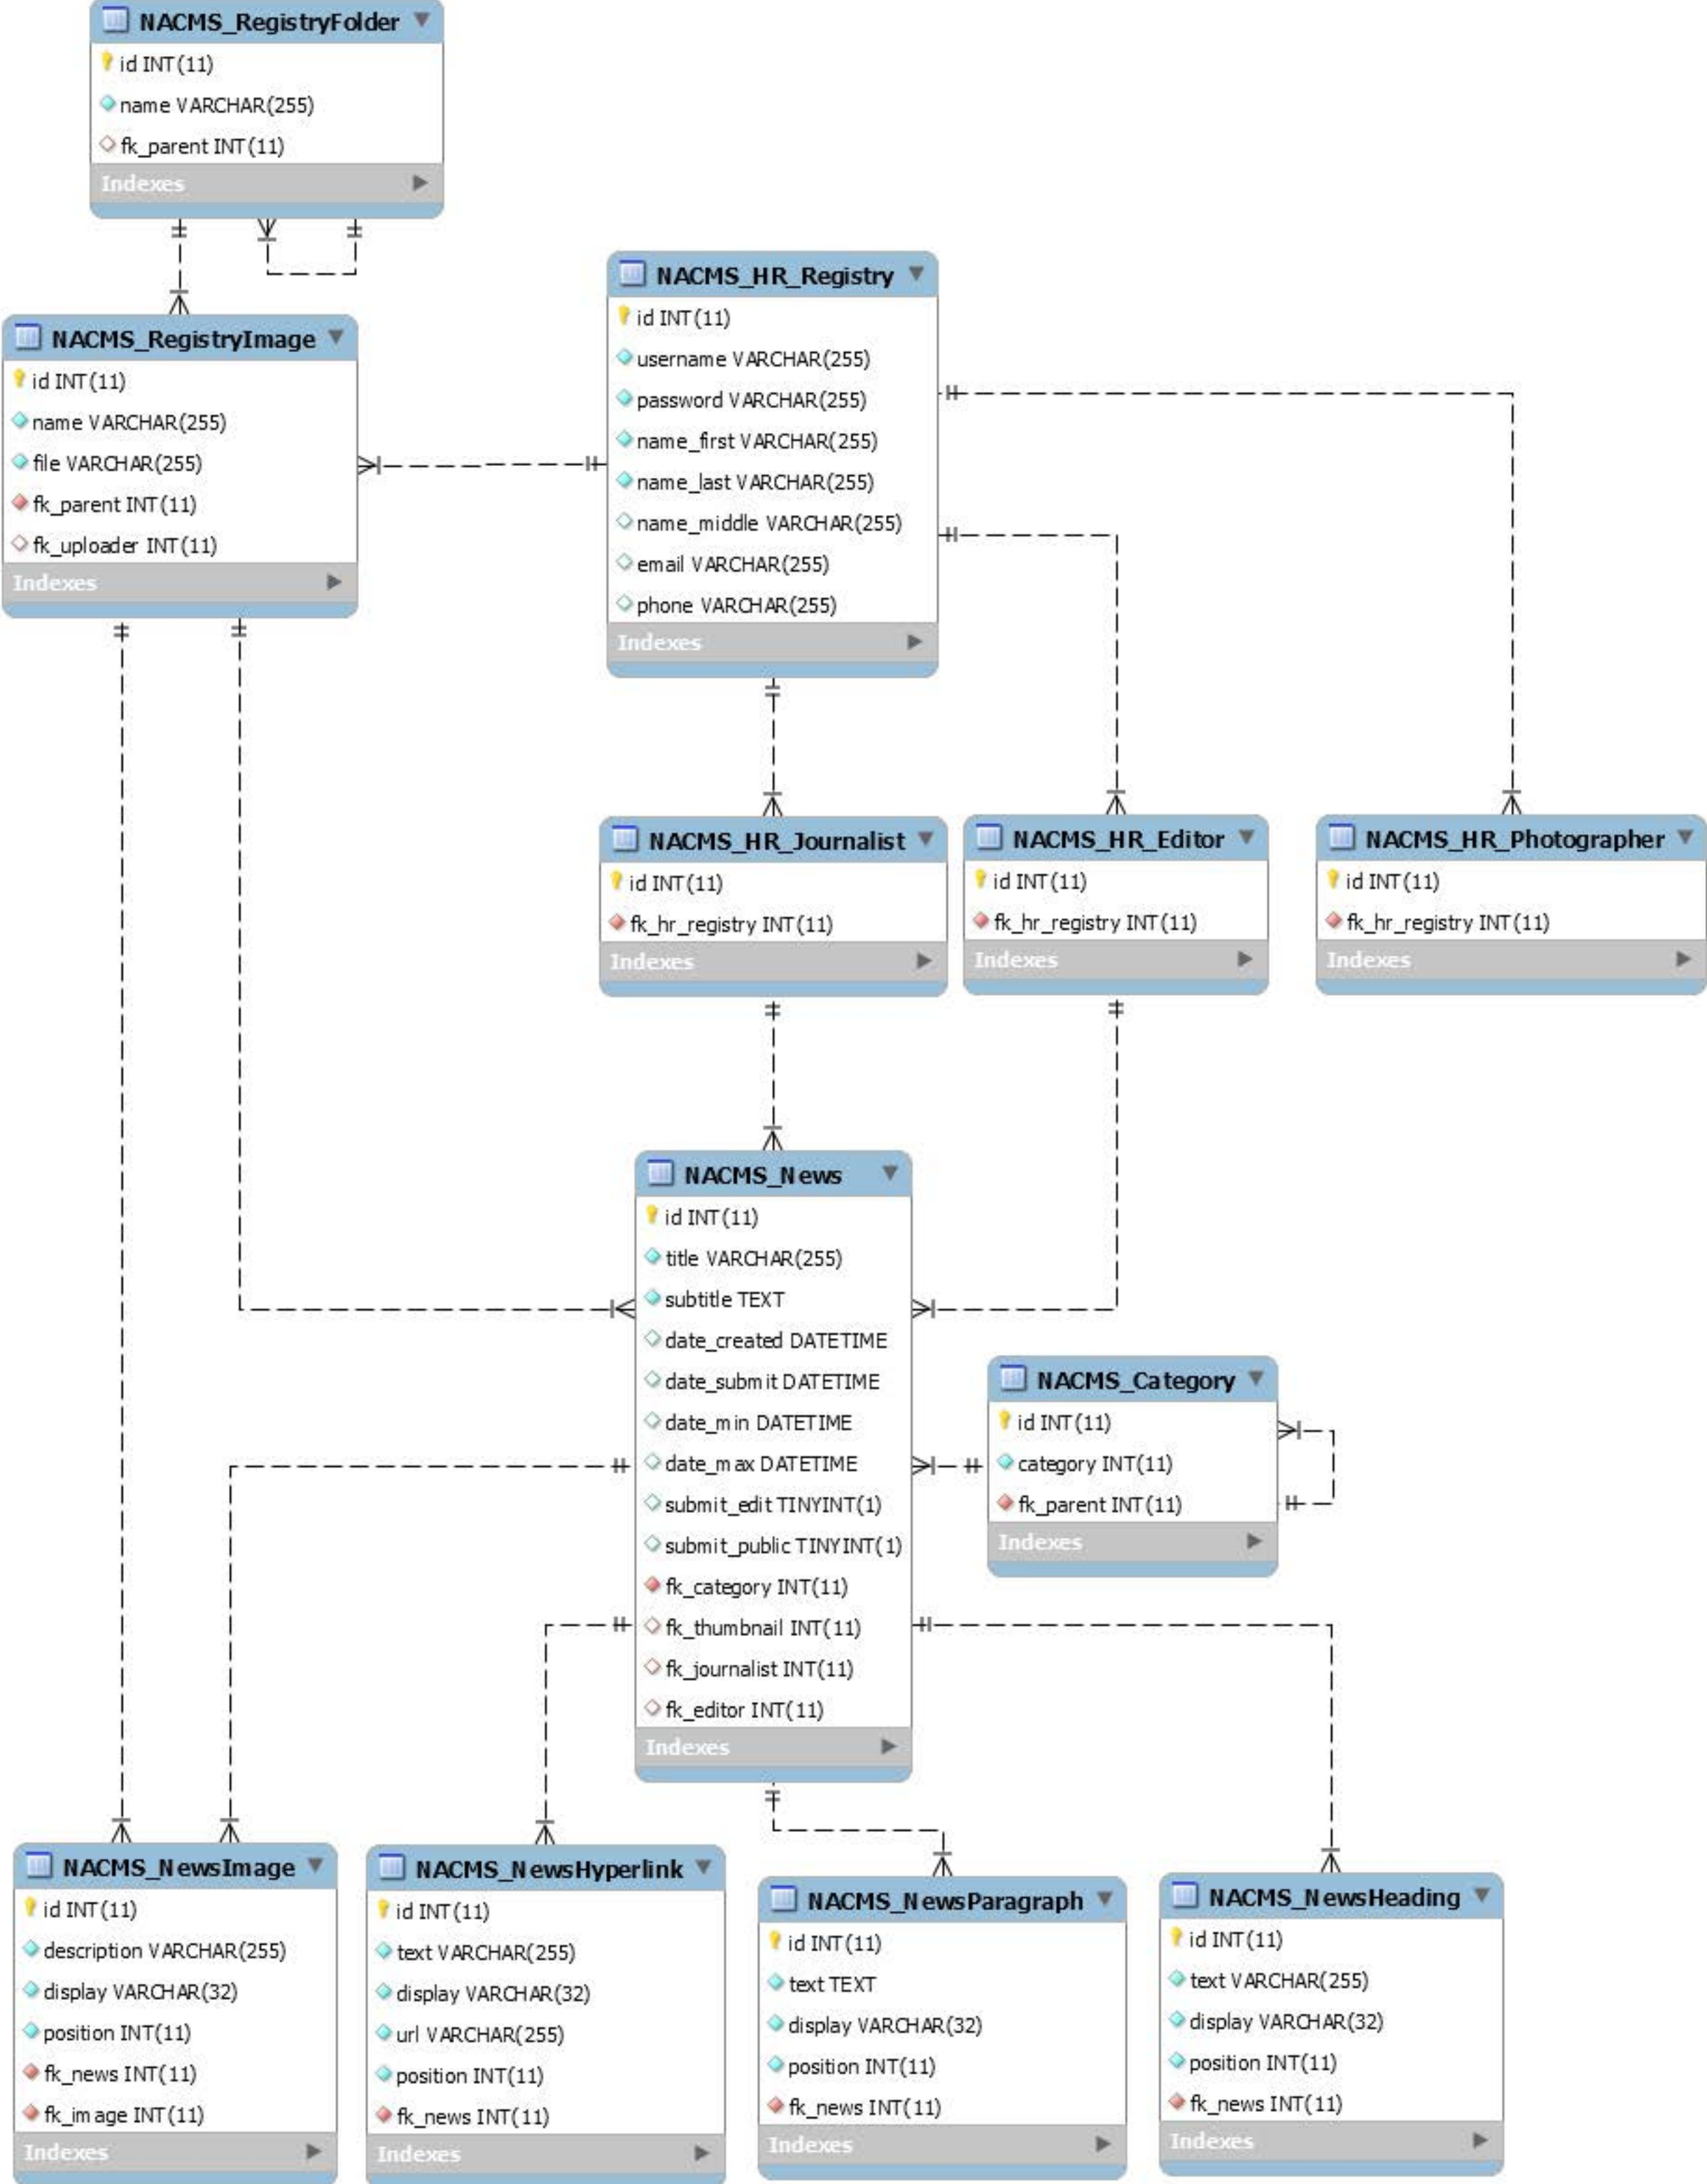 NACMS_RegistryFolder
id INT(11)
name VARCHAR(255)
fk_parent INT(11)
Indexes
NACMS_RegistryImage
id INT(11)
name VARCHAR(255)
file VARCHAR(255)
fk_parent INT(11)
fk_uploader INT(11)
Indexes
NACMS_HR_Registry
id INT(11)
username VARCHAR(255)
password VARCHAR(255)
name_first VARCHAR(255)
name_last VARCHAR(255)
name_middle VARCHAR(255)
email VARCHAR(255)
phone VARCHAR(255)
Indexes
NACMS_HR_Journalist
id INT(11)
fk_hr_registry INT(11)
Indexes
NACMS_HR_Editor
id INT(11)
fk_hr_registry INT(11)
Indexes
NACMS_HR_Photographer
id INT(11)
fk_hr_registry INT(11)
Indexes
NACMS_News
id INT(11)
title VARCHAR(255)
subtitle TEXT
date_created DATETIME
date_submit DATETIME
date_min DATETIME
date_max DATETIME
submit_edit TINYINT(1)
submit_public TINYINT(1)
fk_category INT(11)
fk_thumbnail INT(11)
fk_journalist INT(11)
fk_editor INT(11)
Indexes
NACMS_Category
id INT(11)
category INT(11)
fk_parent INT(11)
Indexes
NACMS_NewsImage
id INT(11)
description VARCHAR(255)
display VARCHAR(32)
position INT(11)
fk_news INT(11)
fk_image INT(11)
Indexes
NACMS_NewsHyperlink
id INT(11)
text VARCHAR(255)
display VARCHAR(32)
url VARCHAR(255)
position INT(11)
fk_news INT(11)
Indexes
NACMS_NewsParagraph
id INT(11)
text TEXT
display VARCHAR(32)
position INT(11)
fk_news INT(11)
Indexes
NACMS_NewsHeading
id INT(11)
text VARCHAR(255)
display VARCHAR(32)
position INT(11)
fk_news INT(11)
Indexes